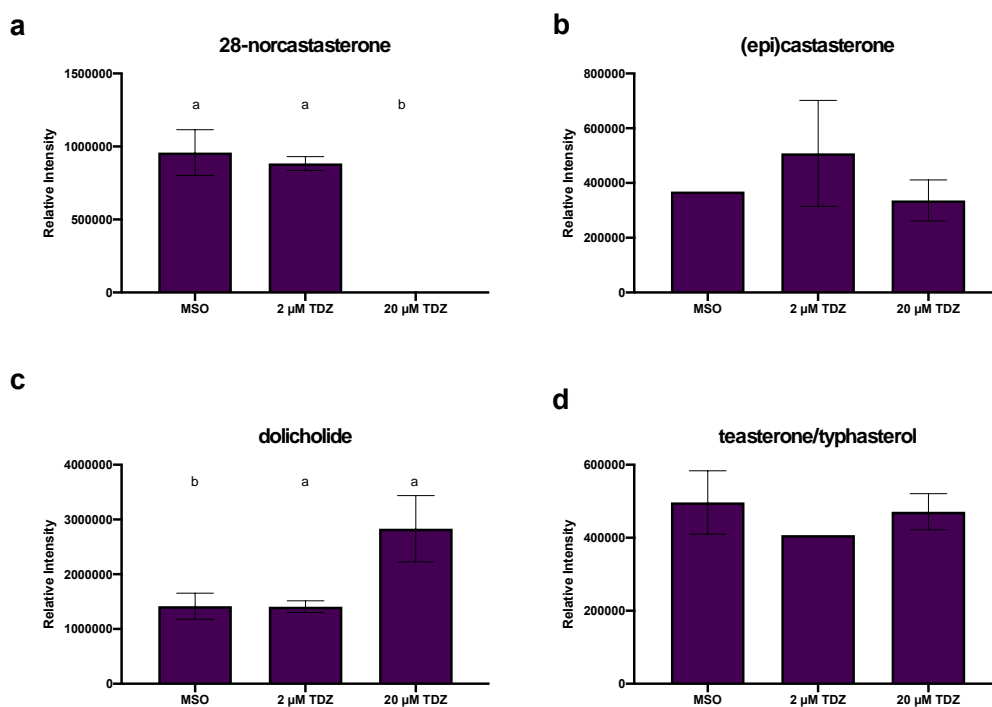 a
28-norcastasterone
1500000
1000000
500000
0
Relative Intensity
a a b
MSO 2 µM TDZ 20 µM TDZ
b
(epi)castasterone
800000
600000
400000
200000
0
Relative Intensity
MSO 2 µM TDZ 20 µM TDZ
c
dolicholide
4000000
3000000
2000000
1000000
0
Relative Intensity
b a a
MSO 2 µM TDZ 20 µM TDZ
d
teasterone/typhasterol
600000
400000
200000
0
Relative Intensity
MSO 2 µM TDZ 20 µM TDZ